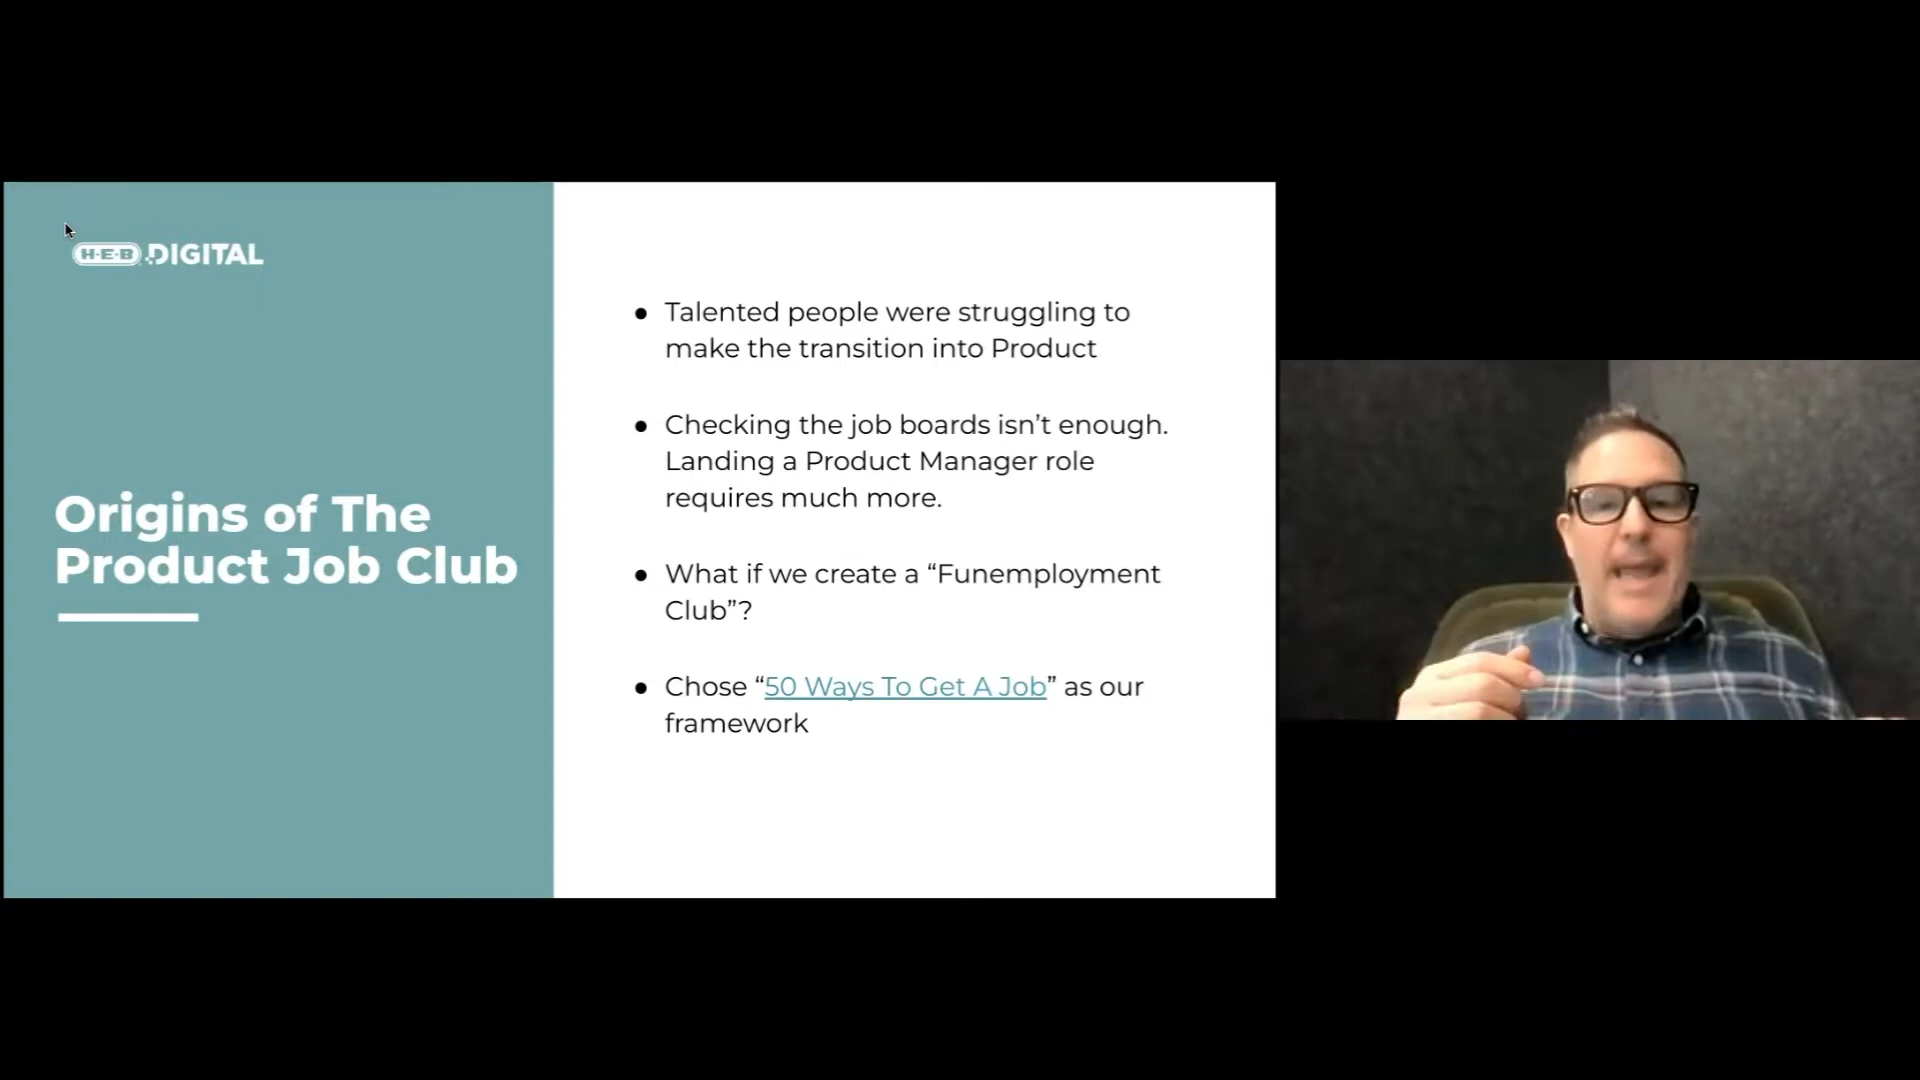 H-E-B DIGITAL
Origins of The
Product Job Club
● Talented people were struggling to
make the transition into Product
● Checking the job boards isn’t enough.
Landing a Product Manager role
requires much more.
● What if we create a “Funemployment
Club”?
● Chose “50 Ways To Get A Job” as our
framework